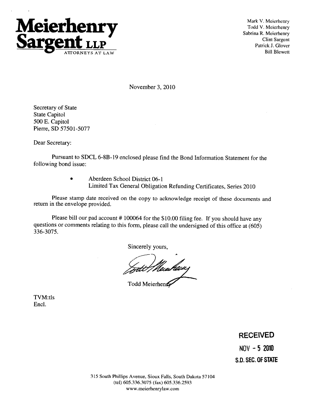 Meierhenry
Sargent LLP
ATTORNEYS AT LAW
Mark V. Meierhenry
Todd V. Meierhenry
Sabrina R. Meierhenry
Clint Sargent
Patrick J. Glover
Bill Blewett
November 3, 2010
Secretary of State
State Capitol
500 E. Capitol
Pierre, SD 57501-5077
Dear Secretary:
Pursuant to SDCL 6-8B-19 enclosed please find the Bond Information Statement for the
following bond issue:
• Aberdeen School District 06-1
Limited Tax General Obligation Refunding Certificates, Series 2010
Please stamp date received on the copy to acknowledge receipt of these documents and
return in the envelope provided.
Please bill our pad account # 100064 for the $10.00 filing fee. If you should have any
questions or comments relating to this form, please call the undersigned of this office at (605)
336-3075.
Sincerely yours,
Todd Meierhenry
Todd Meierhenry
TVM:tls
Encl.
RECEIVED
NOV - 5 2010
S.D. SEC. OF STATE
315 South Phillips Avenue, Sioux Falls, South Dakota 57104
(tel) 605.336.3075 (fax) 605.336.2593
www.meierhenrylaw.com